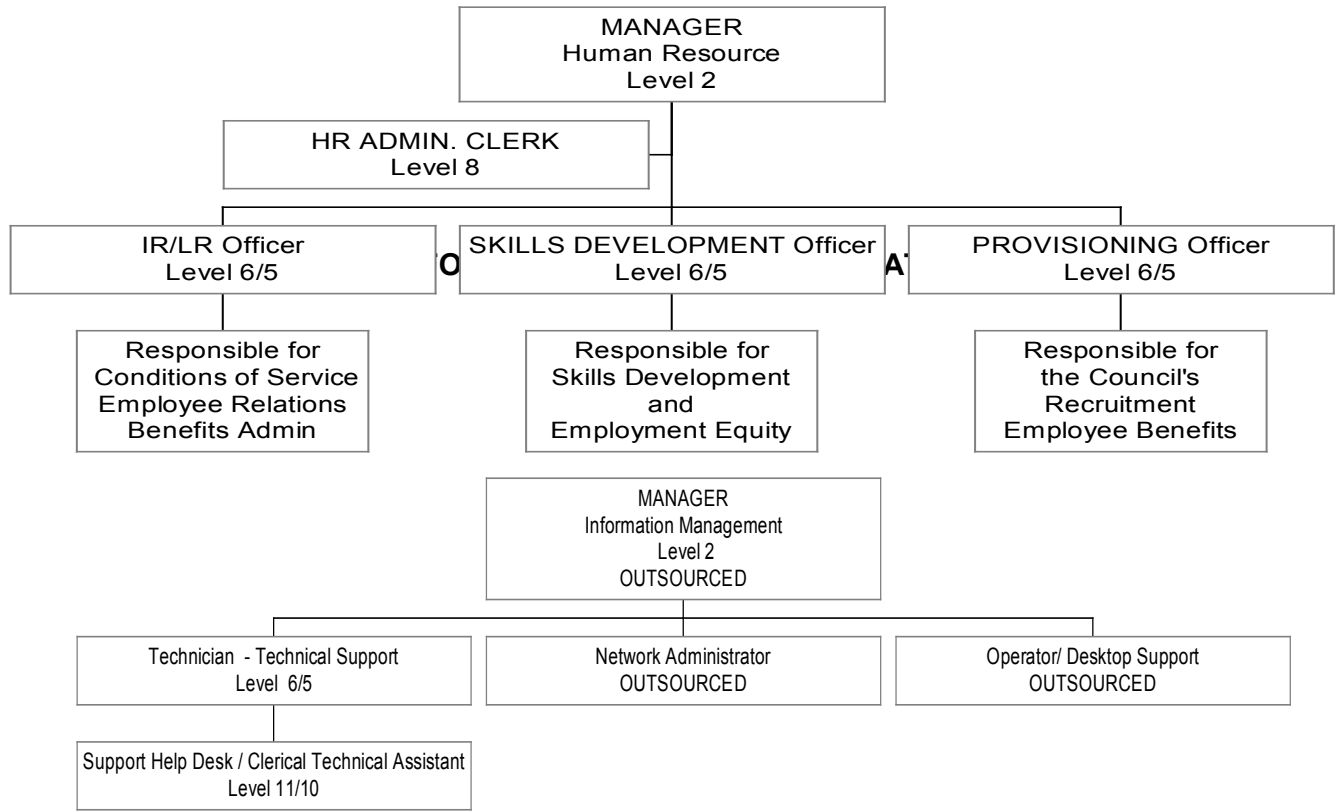 MANAGER
Human Resource
Level 2
HR ADMIN. CLERK
Level 8
IR/LR Officer
Level 6/5
SKILLS DEVELOPMENT Officer
Level 6/5
PROVISIONING Officer
Level 6/5
Responsible for
Conditions of Service
Employee Relations
Benefits Admin
Responsible for
Skills Development
and
Employment Equity
Responsible for
the Council's
Recruitment
Employee Benefits
MANAGER
Information Management
Level 2
OUTSOURCED
Technician - Technical Support
Level 6/5
Network Administrator
OUTSOURCED
Operator/ Desktop Support
OUTSOURCED
Support Help Desk / Clerical Technical Assistant
Level 11/10